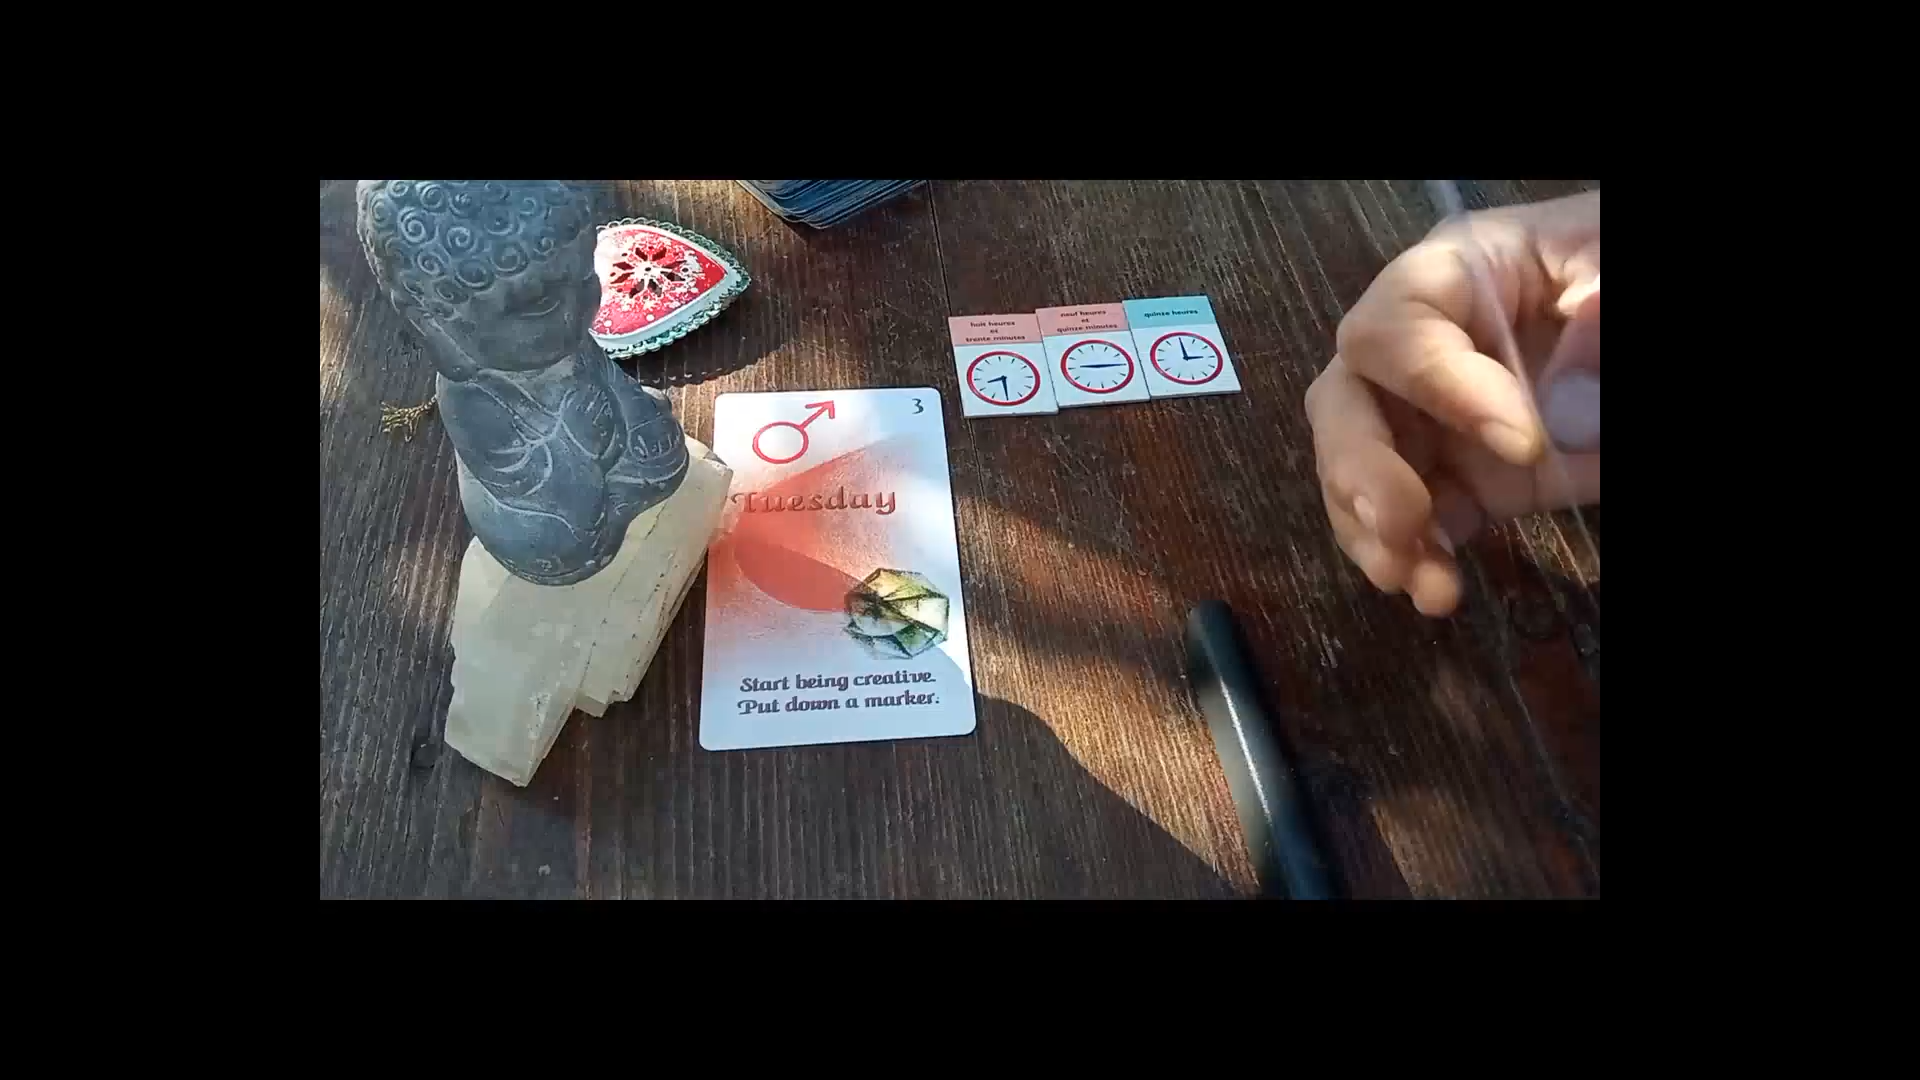 huit heures
et
trente minutes
neuf heures
et
quinze minutes
quinze heures
3
Tuesday
Start being creative.
Put down a marker.